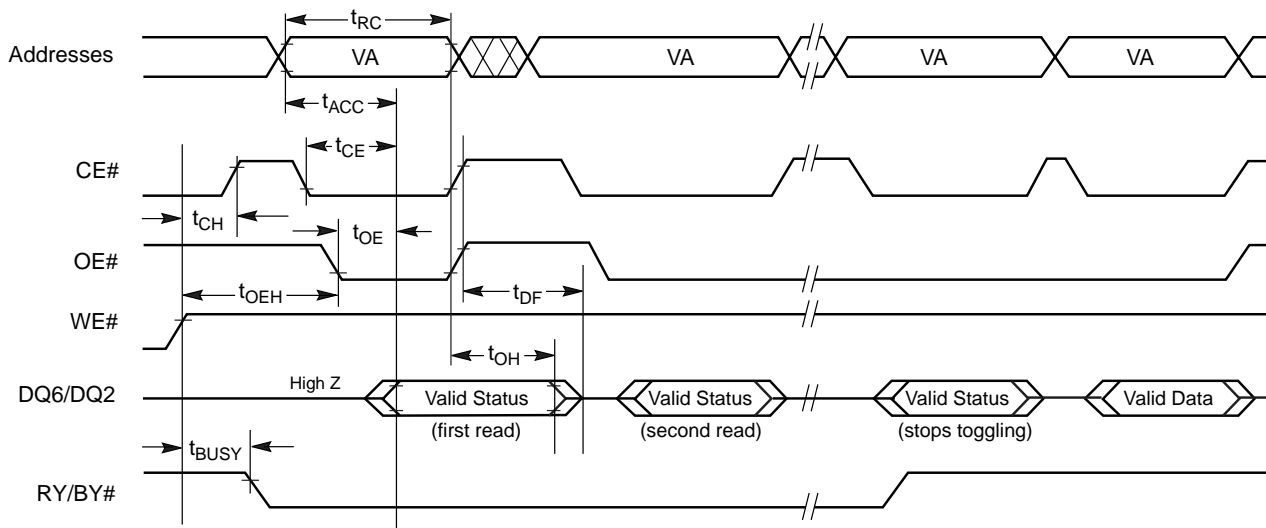 tRC
Addresses VA VA VA VA
tACC
tCE
CE#
tCH tOE
OE#
tOEH tDF
WE#
tOH
High Z
DQ6/DQ2 Valid Status Valid Status Valid Status Valid Data
(first read) (second read) (stops toggling)
tBUSY
RY/BY#